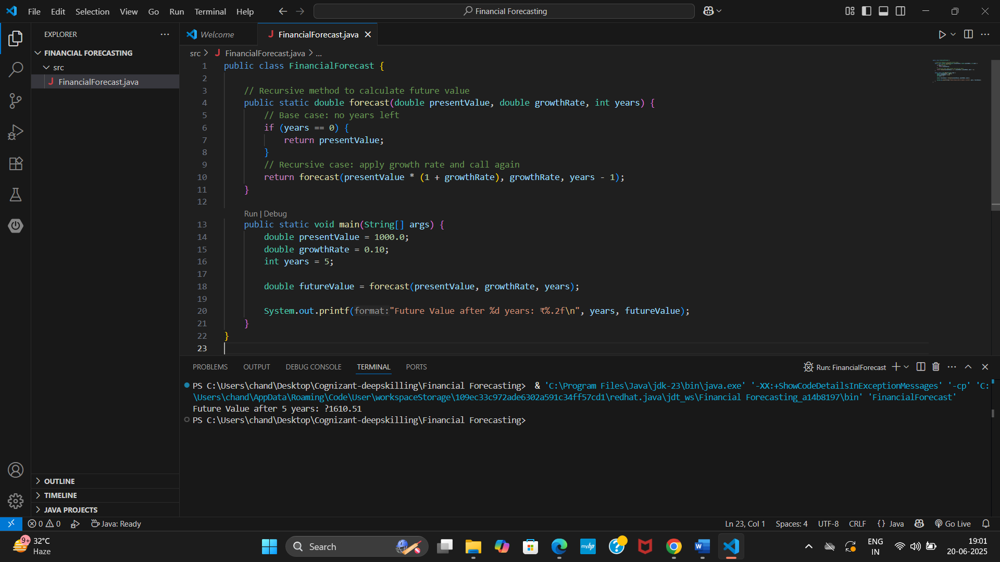 File Edit Selection View Go Run Terminal Help
Financial Forecasting
EXPLORER
FINANCIAL FORECASTING
src
J FinancialForecast.java
Welcome
J FinancialForecast.java
src > J FinancialForecast.java > ...
1 public class FinancialForecast {
2
3 // Recursive method to calculate future value
4 public static double forecast(double presentValue, double growthRate, int years) {
5 // Base case: no years left
6 if (years == 0) {
7 return presentValue;
8 }
9 // Recursive case: apply growth rate and call again
10 return forecast(presentValue * (1 + growthRate), growthRate, years - 1);
11 }
12
Run | Debug
13 public static void main(String[] args) {
14 double presentValue = 1000.0;
15 double growthRate = 0.10;
16 int years = 5;
17
18 double futureValue = forecast(presentValue, growthRate, years);
19
20 System.out.printf(format:"Future Value after %d years: ₹%.2f\n", years, futureValue);
21 }
22 }
23
PROBLEMS OUTPUT DEBUG CONSOLE TERMINAL PORTS
Run: FinancialForecast
PS C:\Users\chand\Desktop\Cognizant-deepskilling\Financial Forecasting> & 'C:\Program Files\Java\jdk-23\bin\java.exe' '-XX:+ShowCodeDetailsInExceptionMessages' '-cp' 'C:
\Users\chand\AppData\Roaming\Code\User\workspaceStorage\109ec33c972ade6302a591c34ff57cd1\redhat.java\jdt_ws\Financial Forecasting_a14b8197\bin' 'FinancialForecast'
Future Value after 5 years: ?1610.51
PS C:\Users\chand\Desktop\Cognizant-deepskilling\Financial Forecasting>
OUTLINE
TIMELINE
JAVA PROJECTS
0 0 Java: Ready
Ln 23, Col 1 Spaces: 4 UTF-8 CRLF {} Java Go Live
9+
32°C
Haze
Search
myhp
ENG
IN
19:01
20-06-2025